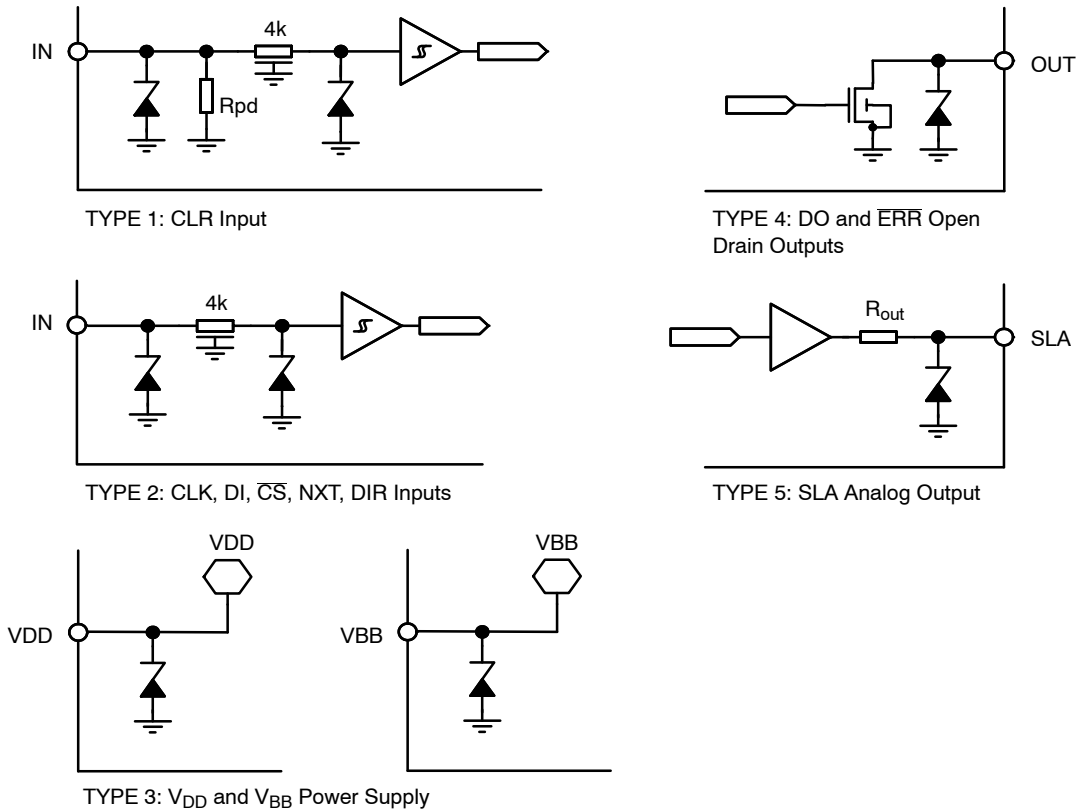 IN
4k
Rpd
TYPE 1: CLR Input
OUT
TYPE 4: DO and E̅R̅R̅ Open
Drain Outputs
IN
4k
TYPE 2: CLK, DI, C̅S̅, NXT, DIR Inputs
Rout
SLA
TYPE 5: SLA Analog Output
VDD
VDD
VBB
VBB
TYPE 3: VDD and VBB Power Supply